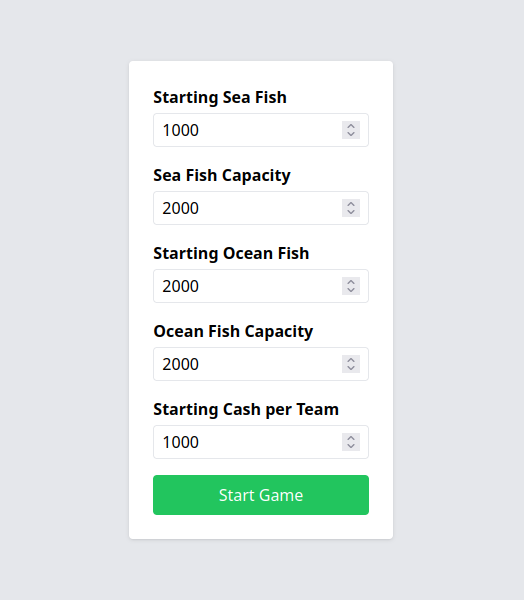 Starting Sea Fish
1000
Sea Fish Capacity
2000
Starting Ocean Fish
2000
Ocean Fish Capacity
2000
Starting Cash per Team
1000
Start Game